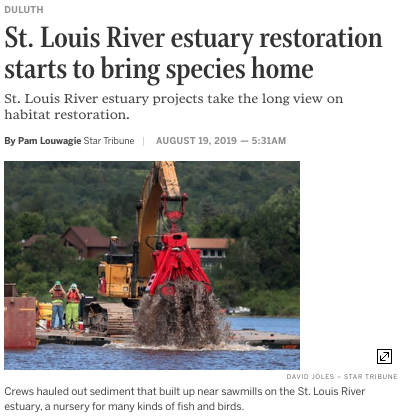 DULUTH
St. Louis River estuary restoration
starts to bring species home
St. Louis River estuary projects take the long view on
habitat restoration.
By Pam Louwagie Star Tribune | AUGUST 19, 2019 — 5:31AM
DAVID JOLES – STAR TRIBUNE
Crews hauled out sediment that built up near sawmills on the St. Louis River
estuary, a nursery for many kinds of fish and birds.